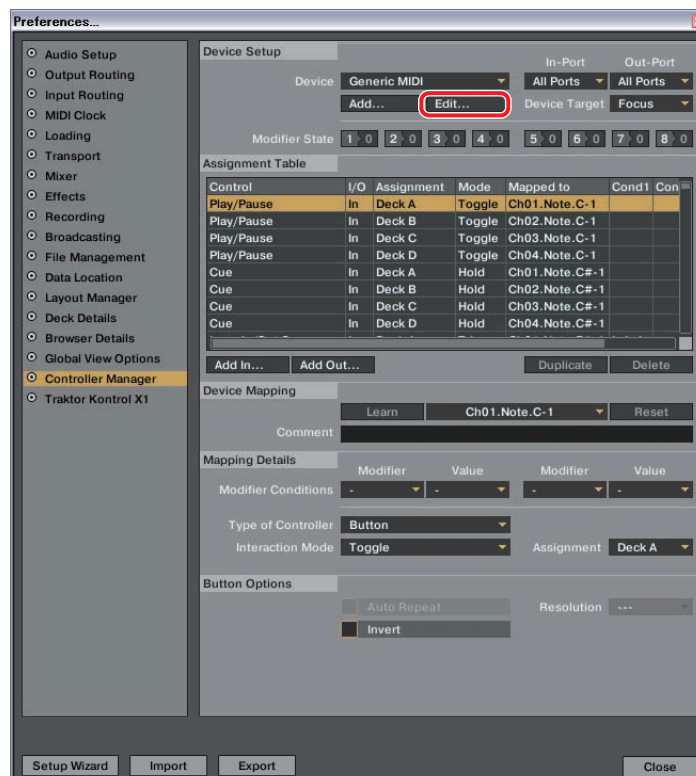 Preferences...
Audio Setup
Output Routing
Input Routing
MIDI Clock
Loading
Transport
Mixer
Effects
Recording
Broadcasting
File Management
Data Location
Layout Manager
Deck Details
Browser Details
Global View Options
Controller Manager
Traktor Kontrol X1
Device Setup
In-Port Out-Port
Device Generic MIDI All Ports All Ports
Add... Edit... Device Target Focus
Modifier State 1 0 2 0 3 0 4 0 5 0 6 0 7 0 8 0
Assignment Table
Control I/O Assignment Mode Mapped to Cond1 Con
Play/Pause In Deck A Toggle Ch01.Note.C-1
Play/Pause In Deck B Toggle Ch02.Note.C-1
Play/Pause In Deck C Toggle Ch03.Note.C-1
Play/Pause In Deck D Toggle Ch04.Note.C-1
Cue In Deck A Hold Ch01.Note.C#-1
Cue In Deck B Hold Ch02.Note.C#-1
Cue In Deck C Hold Ch03.Note.C#-1
Cue In Deck D Hold Ch04.Note.C#-1
Add In... Add Out... Duplicate Delete
Device Mapping
Learn Ch01.Note.C-1 Reset
Comment
Mapping Details
Modifier Value Modifier Value
Modifier Conditions - - - -
Type of Controller Button
Interaction Mode Toggle Assignment Deck A
Button Options
Auto Repeat Resolution ---
Invert
Setup Wizard Import Export Close